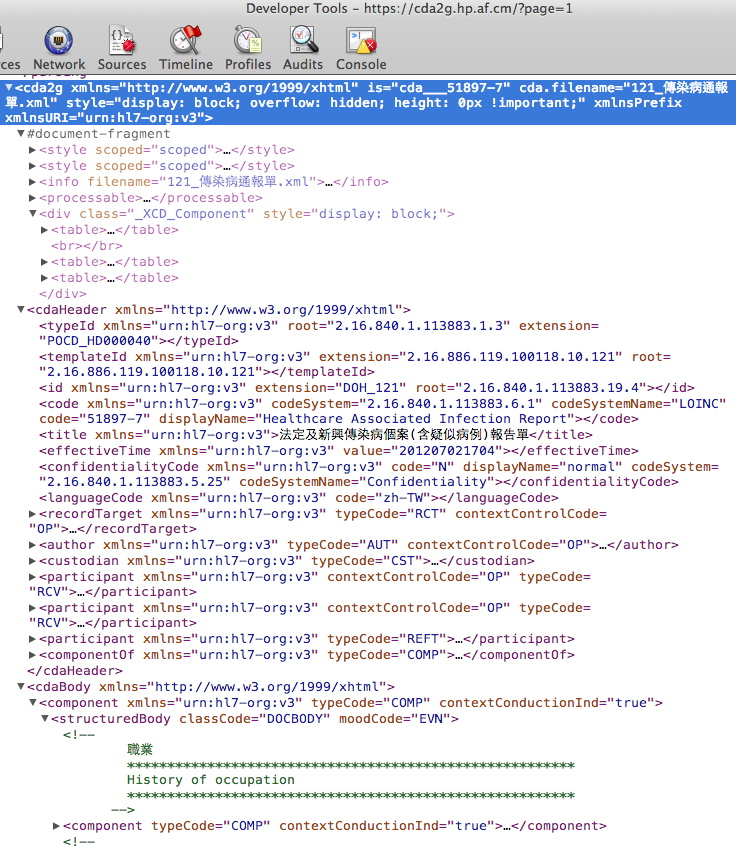 Developer Tools - https://cda2g.hp.af.cm/?page=1
ces Network Sources Timeline Profiles Audits Console
▼<cda2g xmlns="http://www.w3.org/1999/xhtml" is="cda___51897-7" cda.filename="121_傳染病通報
單.xml" style="display: block; overflow: hidden; height: 0px !important;" xmlnsPrefix
xmlnsURI="urn:hl7-org:v3">
▼#document-fragment
▶<style scoped="scoped">…</style>
▶<style scoped="scoped">…</style>
▶<info filename="121_傳染病通報單.xml">…</info>
▶<processable>…</processable>
▼<div class="_XCD_Component" style="display: block;">
▶<table>…</table>
<br></br>
▶<table>…</table>
▶<table>…</table>
</div>
▼<cdaHeader xmlns="http://www.w3.org/1999/xhtml">
<typeId xmlns="urn:hl7-org:v3" root="2.16.840.1.113883.1.3" extension=
"POCD_HD000040"></typeId>
<templateId xmlns="urn:hl7-org:v3" extension="2.16.886.119.100118.10.121" root=
"2.16.886.119.100118.10.121"></templateId>
<id xmlns="urn:hl7-org:v3" extension="DOH_121" root="2.16.840.1.113883.19.4"></id>
<code xmlns="urn:hl7-org:v3" codeSystem="2.16.840.1.113883.6.1" codeSystemName="LOINC"
code="51897-7" displayName="Healthcare Associated Infection Report"></code>
<title xmlns="urn:hl7-org:v3">法定及新興傳染病個案(含疑似病例)報告單</title>
<effectiveTime xmlns="urn:hl7-org:v3" value="201207021704"></effectiveTime>
<confidentialityCode xmlns="urn:hl7-org:v3" code="N" displayName="normal" codeSystem=
"2.16.840.1.113883.5.25" codeSystemName="Confidentiality"></confidentialityCode>
<languageCode xmlns="urn:hl7-org:v3" code="zh-TW"></languageCode>
▶<recordTarget xmlns="urn:hl7-org:v3" typeCode="RCT" contextControlCode=
"OP">…</recordTarget>
▶<author xmlns="urn:hl7-org:v3" typeCode="AUT" contextControlCode="OP">…</author>
▶<custodian xmlns="urn:hl7-org:v3" typeCode="CST">…</custodian>
▶<participant xmlns="urn:hl7-org:v3" contextControlCode="OP" typeCode=
"RCV">…</participant>
▶<participant xmlns="urn:hl7-org:v3" contextControlCode="OP" typeCode=
"RCV">…</participant>
▶<participant xmlns="urn:hl7-org:v3" typeCode="REFT">…</participant>
▶<componentOf xmlns="urn:hl7-org:v3" typeCode="COMP">…</componentOf>
</cdaHeader>
▼<cdaBody xmlns="http://www.w3.org/1999/xhtml">
▼<component xmlns="urn:hl7-org:v3" typeCode="COMP" contextConductionInd="true">
▼<structuredBody classCode="DOCBODY" moodCode="EVN">
<!--
職業
********************************************************
History of occupation
********************************************************
-->
▶<component typeCode="COMP" contextConductionInd="true">…</component>
<!--